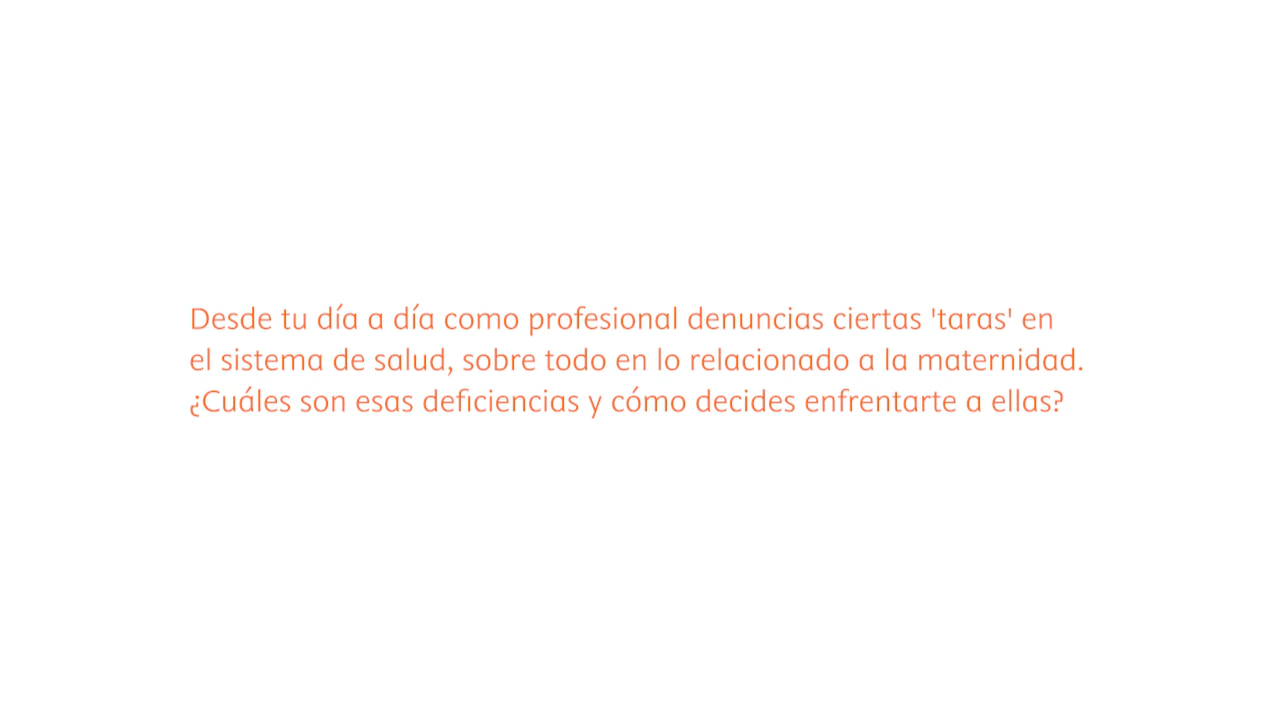 Desde tu día a día como profesional denuncias ciertas 'taras' en
el sistema de salud, sobre todo en lo relacionado a la maternidad.
¿Cuáles son esas deficiencias y cómo decides enfrentarte a ellas?